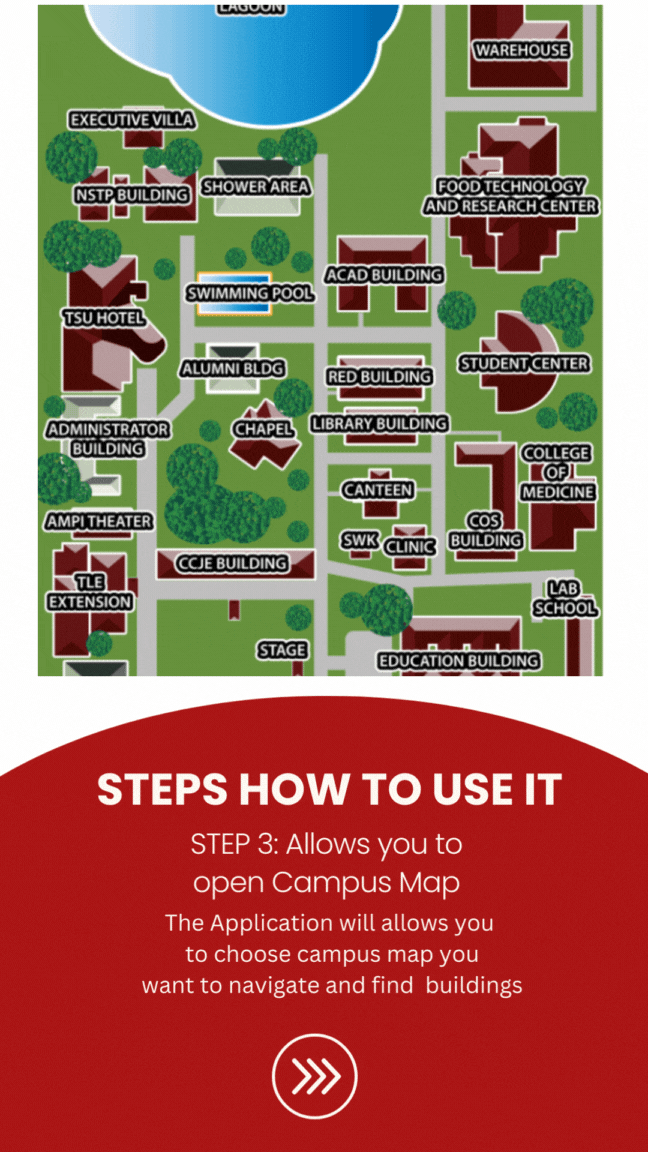 LAGOON
WAREHOUSE
EXECUTIVE VILLA
NSTP BUILDING
SHOWER AREA
FOOD TECHNOLOGY
AND RESEARCH CENTER
ACAD BUILDING
SWIMMING POOL
TSU HOTEL
ALUMNI BLDG
RED BUILDING
STUDENT CENTER
ADMINISTRATOR
BUILDING
CHAPEL
LIBRARY BUILDING
COLLEGE
OF
MEDICINE
CANTEEN
AMPI THEATER
COS
BUILDING
SWK
CLINIC
CCJE BUILDING
TLE
EXTENSION
LAB
SCHOOL
STAGE
EDUCATION BUILDING
STEPS HOW TO USE IT
STEP 3: Allows you to
open Campus Map
The Application will allows you
to choose campus map you
want to navigate and find buildings